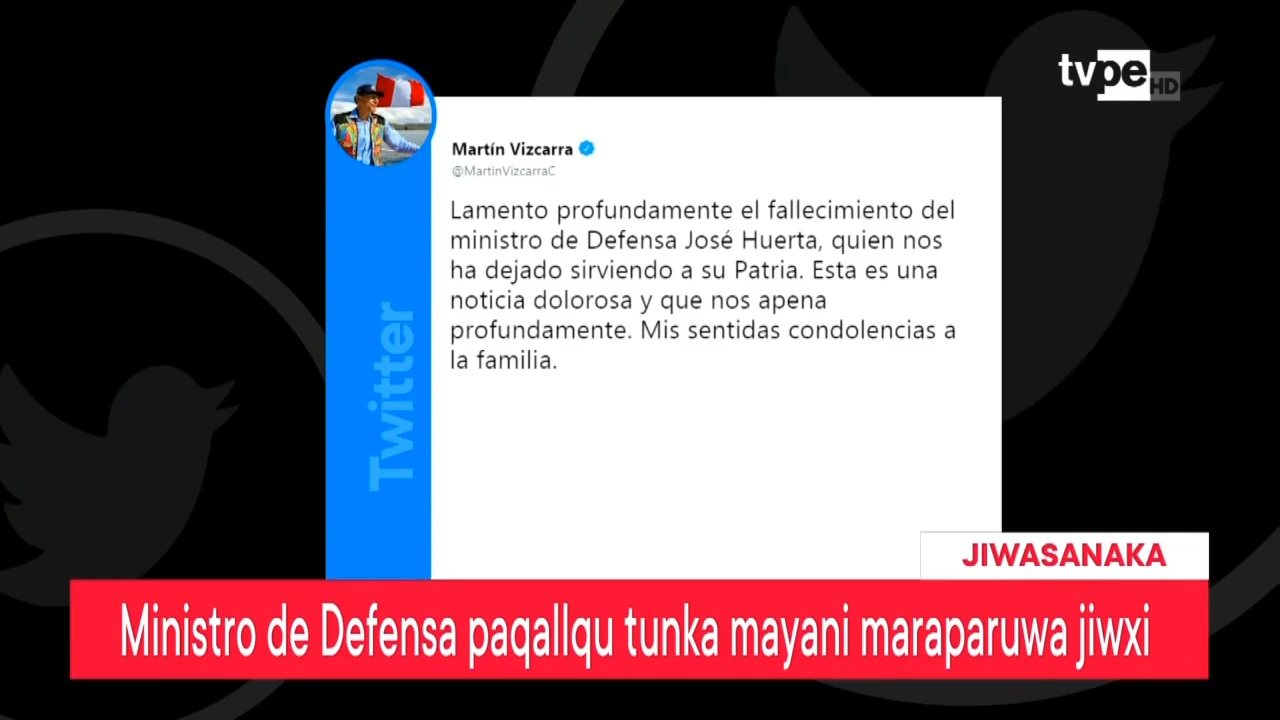 tvpe HD
Martín Vizcarra
@MartinVizcarraC
Lamento profundamente el fallecimiento del
ministro de Defensa José Huerta, quien nos
ha dejado sirviendo a su Patria. Esta es una
noticia dolorosa y que nos apena
profundamente. Mis sentidas condolencias a
la familia.
Twitter
JIWASANAKA
Ministro de Defensa paqallqu tunka mayani maraparuwa jiwxi